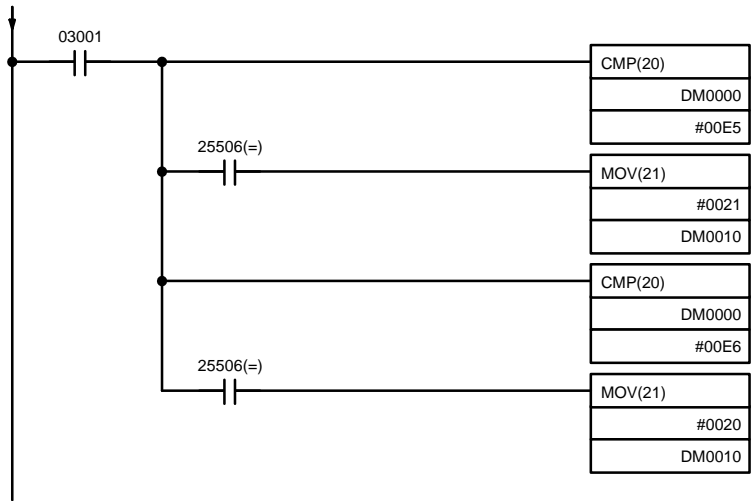 03001
CMP(20)
DM0000
#00E5
25506(=)
MOV(21)
#0021
DM0010
CMP(20)
DM0000
#00E6
25506(=)
MOV(21)
#0020
DM0010